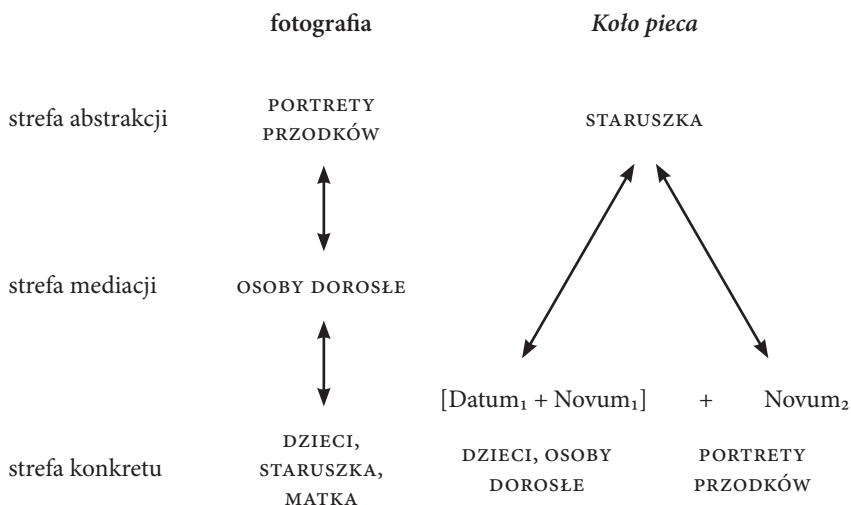 fotografia Koło pieca
strefa abstrakcji PORTRETY PRZODKÓW STARUSZKA
strefa mediacji OSOBY DOROSŁE
[Datum₁ + Novum₁] + Novum₂
strefa konkretu DZIECI, STARUSZKA, MATKA DZIECI, OSOBY DOROSŁE PORTRETY PRZODKÓW